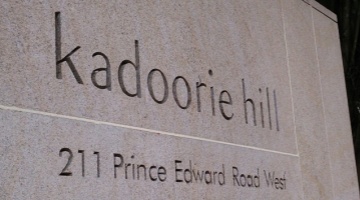 kadoorie hill
211 Prince Edward Road West